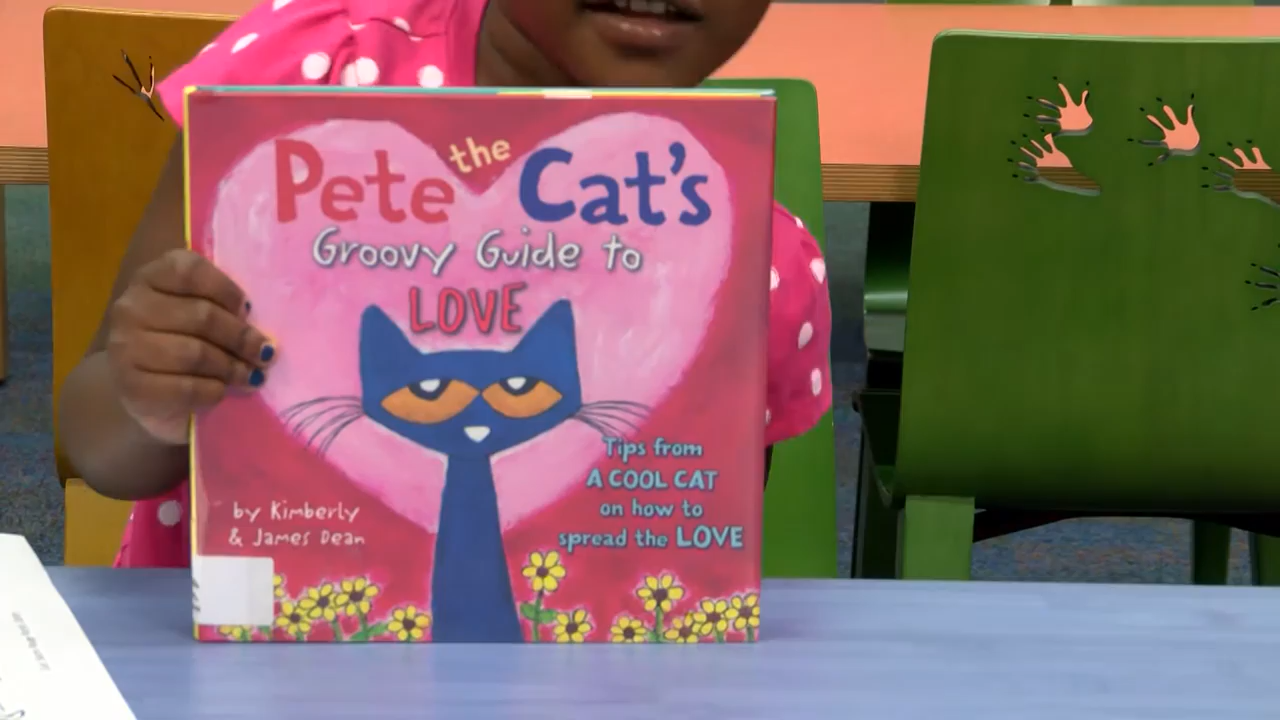 Pete the Cat's
Groovy Guide to
LOVE
Tips from
A COOL CAT
on how to
spread the LOVE
by Kimberly
& James Dean